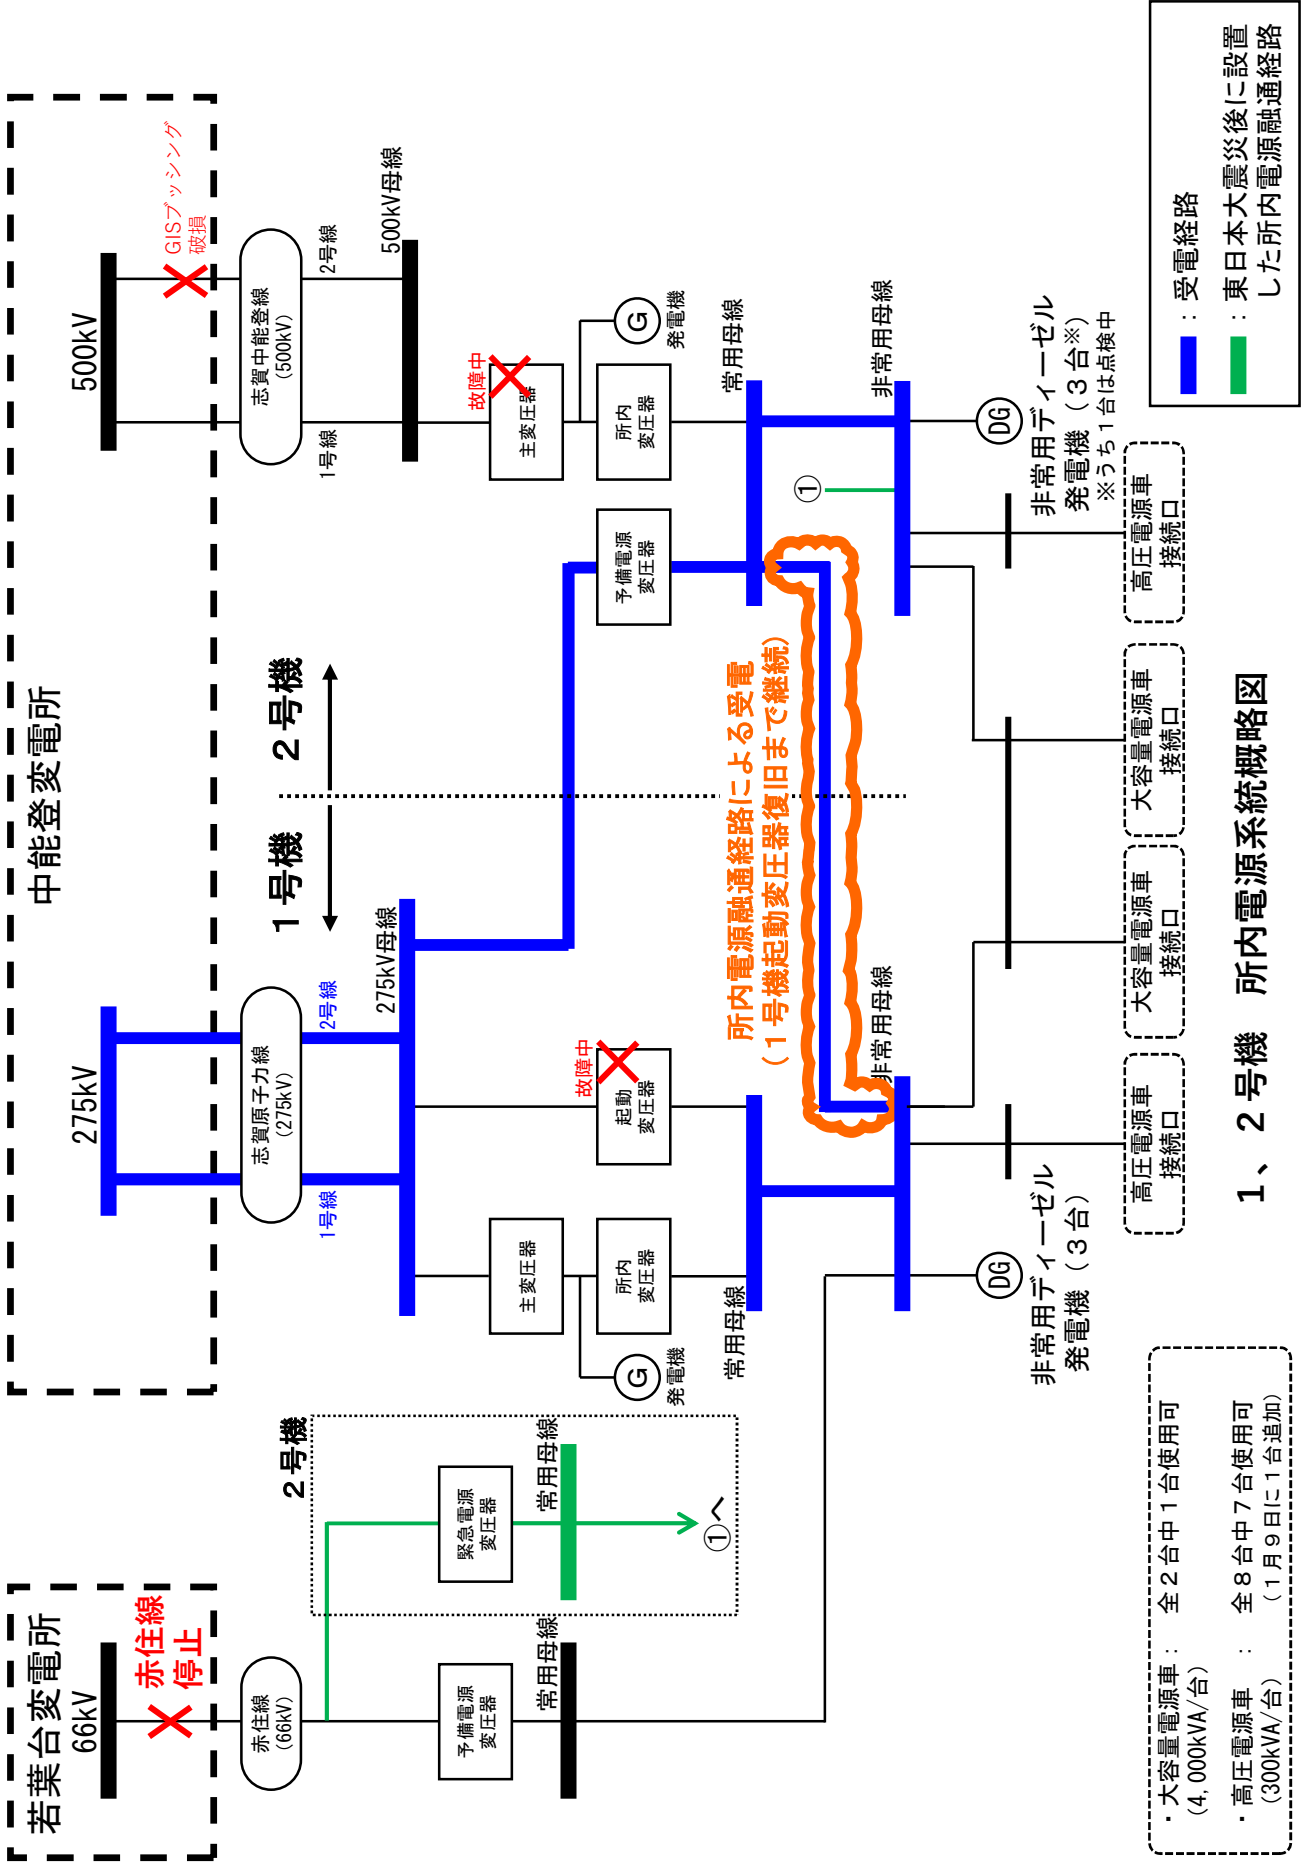 若葉台変電所
66kV
赤住線
停止
赤住線
(66kV)
予備電源
変圧器
常用母線
2号機
緊急電源
変圧器
常用母線
①へ
中能登変電所
275kV
志賀原子力線
(275kV)
1号線
2号線
275kV母線
1号機
2号機
500kV
GISブッシング
破損
志賀中能登線
(500kV)
1号線
2号線
500kV母線
主変圧器
G
発電機
所内
変圧器
常用母線
故障中
起動
変圧器
非常用母線
所内電源融通経路による受電
(1号機起動変圧器復旧まで継続)
予備電源
変圧器
故障中
主変圧器
G
発電機
所内
変圧器
常用母線
①
非常用母線
DG
非常用ディーゼル
発電機(3台)
DG
非常用ディーゼル
発電機(3台※)
※うち1台は点検中
高圧電源車
接続口
大容量電源車
接続口
大容量電源車
接続口
高圧電源車
接続口
・大容量電源車: 全2台中1台使用可
(4,000kVA/台)
・高圧電源車 : 全8台中7台使用可
(300kVA/台) (1月9日に1台追加)
1、2号機 所内電源系統概略図
:受電経路
:東日本大震災後に設置
した所内電源融通経路